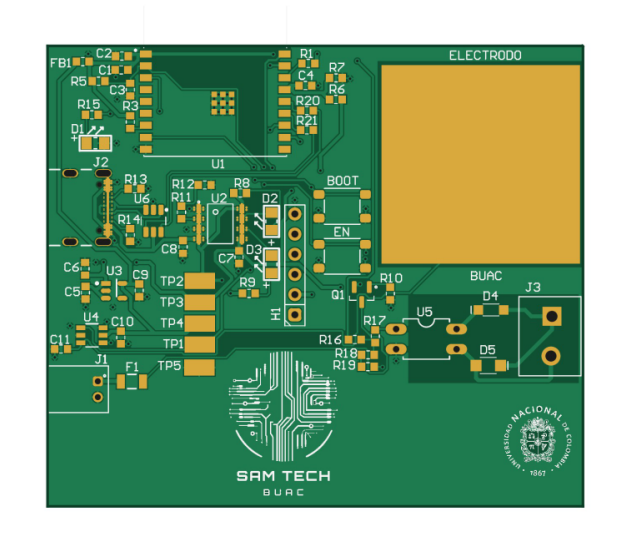 ELECTRODO
C2
R1
FB1
R7
C1
C4
R5
R6
C3
R20
R15
R3
R21
D1
+
U1
J2
R13
R12
R8
BOOT
U6
R11
U2
D2
R14
EN
C8
C7
D3
+
C6
U3
TP2
BUAC
C5
C9
R9
+
Q1
R10
J3
TP3
D4
U4
TP4
H1
U5
C10
R17
C11
TP1
R16
J1
R18
D5
F1
TP5
R19
UNIVERSIDAD NACIONAL DE COLOMBIA
1867
SAM TECH
BUAC